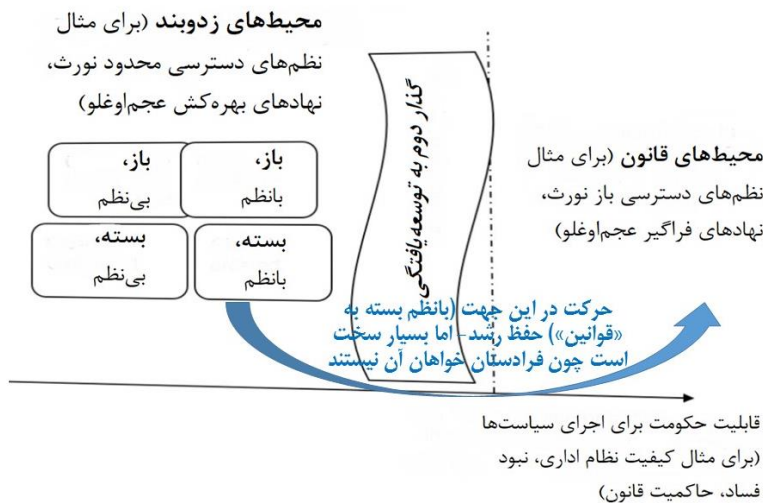 محیط‌های زدوبند (برای مثال
نظم‌های دسترسی محدود نورث،
نهادهای بهره‌کش عجم‌اوغلو)
باز،
بانظم
باز،
بی‌نظم
بسته،
بانظم
بسته،
بی‌نظم
گذار دوم به توسعه‌یافتگی
محیط‌های قانون (برای مثال
نظم‌های دسترسی باز نورث،
نهادهای فراگیر عجم‌اوغلو)
حرکت در این جهت (بانظم بسته به
«قوانین») حفظ رشد- اما بسیار سخت
است چون فرادستان خواهان آن نیستند
قابلیت حکومت برای اجرای سیاست‌ها
(برای مثال کیفیت نظام اداری، نبود
فساد، حاکمیت قانون)